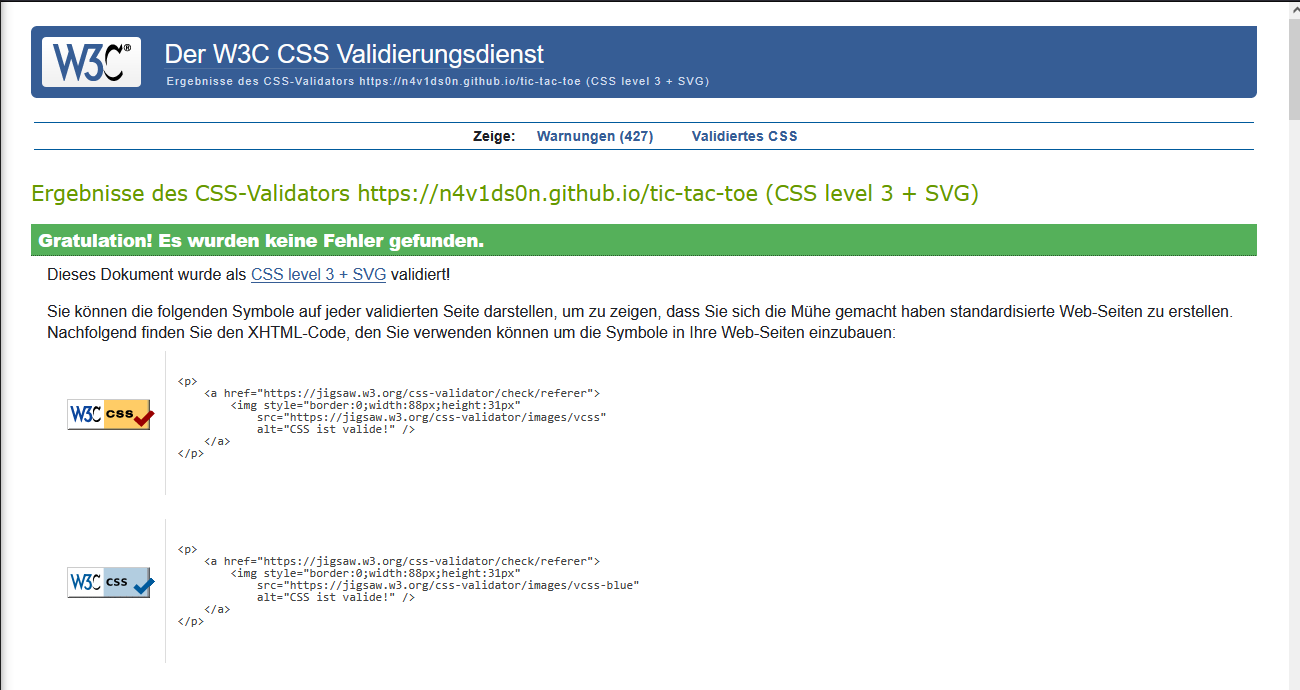 W3C®
Der W3C CSS Validierungsdienst
Ergebnisse des CSS-Validators https://n4v1ds0n.github.io/tic-tac-toe (CSS level 3 + SVG)
Zeige: Warnungen (427) Validiertes CSS
Ergebnisse des CSS-Validators https://n4v1ds0n.github.io/tic-tac-toe (CSS level 3 + SVG)
Gratulation! Es wurden keine Fehler gefunden.
Dieses Dokument wurde als CSS level 3 + SVG validiert!
Sie können die folgenden Symbole auf jeder validierten Seite darstellen, um zu zeigen, dass Sie sich die Mühe gemacht haben standardisierte Web-Seiten zu erstellen.
Nachfolgend finden Sie den XHTML-Code, den Sie verwenden können um die Symbole in Ihre Web-Seiten einzubauen:
W3C css
<p>
<a href="https://jigsaw.w3.org/css-validator/check/referer">
<img style="border:0;width:88px;height:31px"
src="https://jigsaw.w3.org/css-validator/images/vcss"
alt="CSS ist valide!" />
</a>
</p>
W3C css
<p>
<a href="https://jigsaw.w3.org/css-validator/check/referer">
<img style="border:0;width:88px;height:31px"
src="https://jigsaw.w3.org/css-validator/images/vcss-blue"
alt="CSS ist valide!" />
</a>
</p>